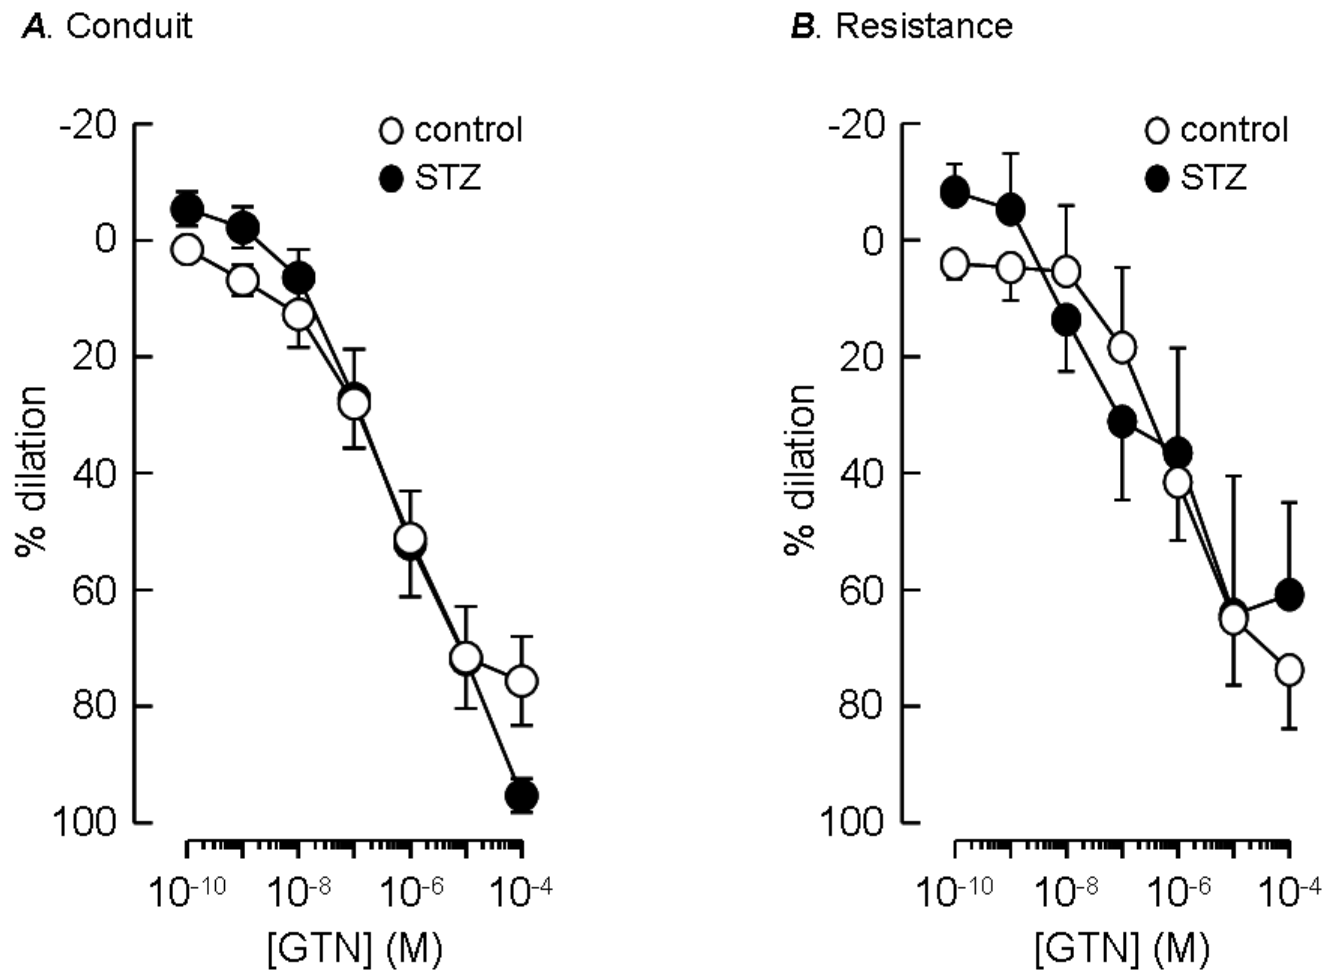 A. Conduit
-20
0
20
40
60
80
100
% dilation
control
STZ
10-10
10-8
10-6
10-4
[GTN] (M)
B. Resistance
-20
0
20
40
60
80
100
% dilation
control
STZ
10-10
10-8
10-6
10-4
[GTN] (M)